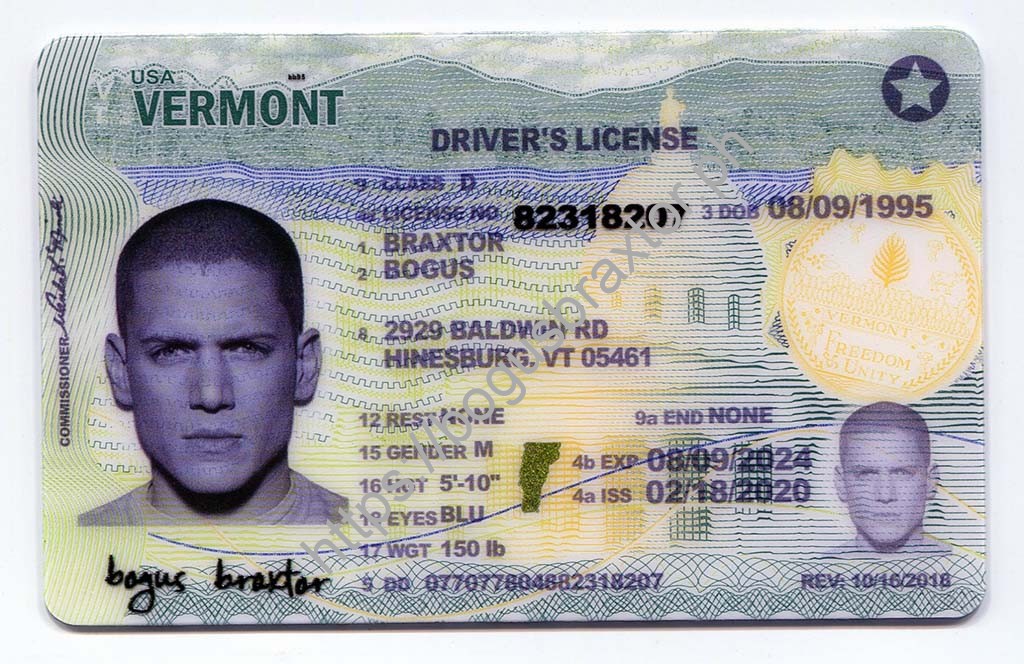 USA
VERMONT
DRIVER'S LICENSE
9 CLASS D
4d LICENSE NO. 8231820 3 DOB 08/09/1995
1 BRAXTOR
2 BOGUS
8 2929 BALDWIN RD
HINESBURG, VT 05461
12 REST NONE 9a END NONE
15 GENDER M
4b EXP 08/09/2024
16 HGT 5'-10"
4a ISS 02/18/2020
18 EYES BLU
17 WGT 150 lb
5 DD 077077804882318207
REV: 10/16/2018
bogus braxtor
COMMISSIONER
VERMONT
FREEDOM
& UNITY
https://bogusbraxtor.ph